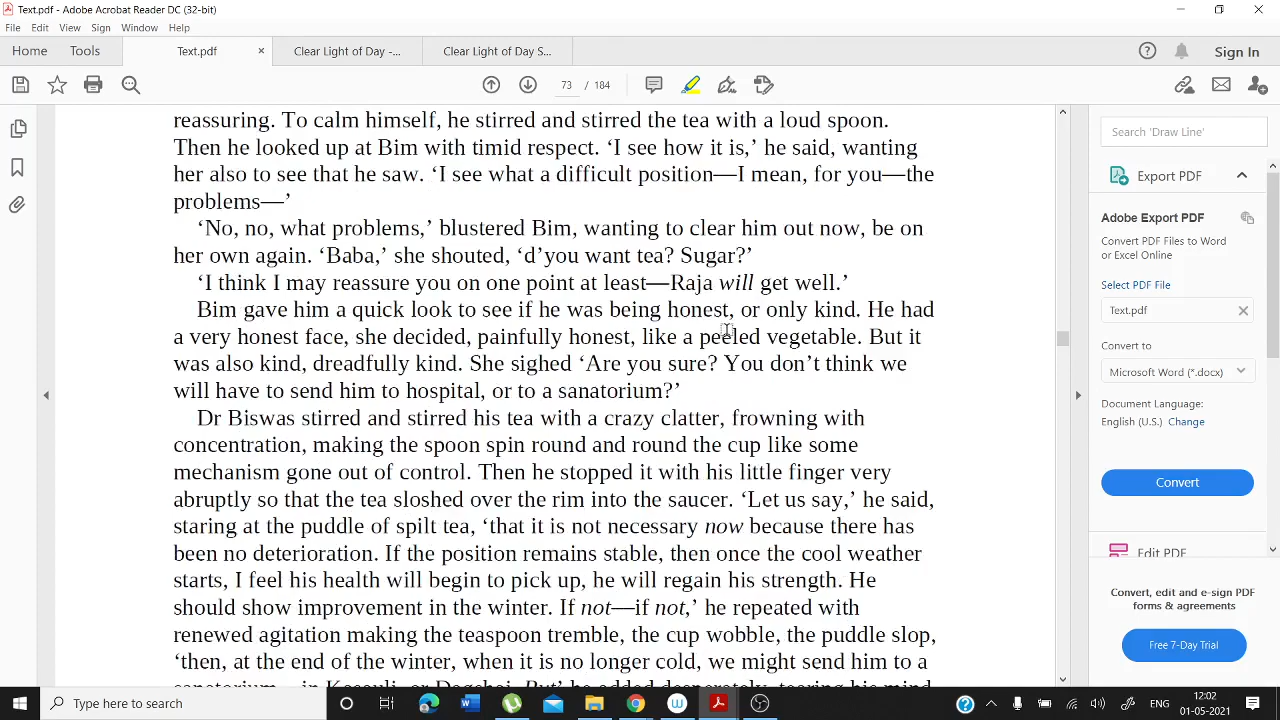 Text.pdf - Adobe Acrobat Reader DC (32-bit)
File Edit View Sign Window Help
Home Tools Text.pdf × Clear Light of Day -... Clear Light of Day S... Sign In
73 / 184
reassuring. To calm himself, he stirred and stirred the tea with a loud spoon.
Then he looked up at Bim with timid respect. ‘I see how it is,’ he said, wanting
her also to see that he saw. ‘I see what a difficult position—I mean, for you—the
problems—’
‘No, no, what problems,’ blustered Bim, wanting to clear him out now, be on
her own again. ‘Baba,’ she shouted, ‘d’you want tea? Sugar?’
‘I think I may reassure you on one point at least—Raja will get well.’
Bim gave him a quick look to see if he was being honest, or only kind. He had
a very honest face, she decided, painfully honest, like a peeled vegetable. But it
was also kind, dreadfully kind. She sighed ‘Are you sure? You don’t think we
will have to send him to hospital, or to a sanatorium?’
Dr Biswas stirred and stirred his tea with a crazy clatter, frowning with
concentration, making the spoon spin round and round the cup like some
mechanism gone out of control. Then he stopped it with his little finger very
abruptly so that the tea sloshed over the rim into the saucer. ‘Let us say,’ he said,
staring at the puddle of spilt tea, ‘that it is not necessary now because there has
been no deterioration. If the position remains stable, then once the cool weather
starts, I feel his health will begin to pick up, he will regain his strength. He
should show improvement in the winter. If not—if not,’ he repeated with
renewed agitation making the teaspoon tremble, the cup wobble, the puddle slop,
‘then, at the end of the winter, when it is no longer cold, we might send him to a
Search 'Draw Line'
Export PDF
Adobe Export PDF
Convert PDF Files to Word
or Excel Online
Select PDF File
Text.pdf
Convert to
Microsoft Word (*.docx)
Document Language:
English (U.S.) Change
Convert
Edit PDF
Convert, edit and e-sign PDF
forms & agreements
Free 7-Day Trial
Type here to search
ENG
12:02
01-05-2021